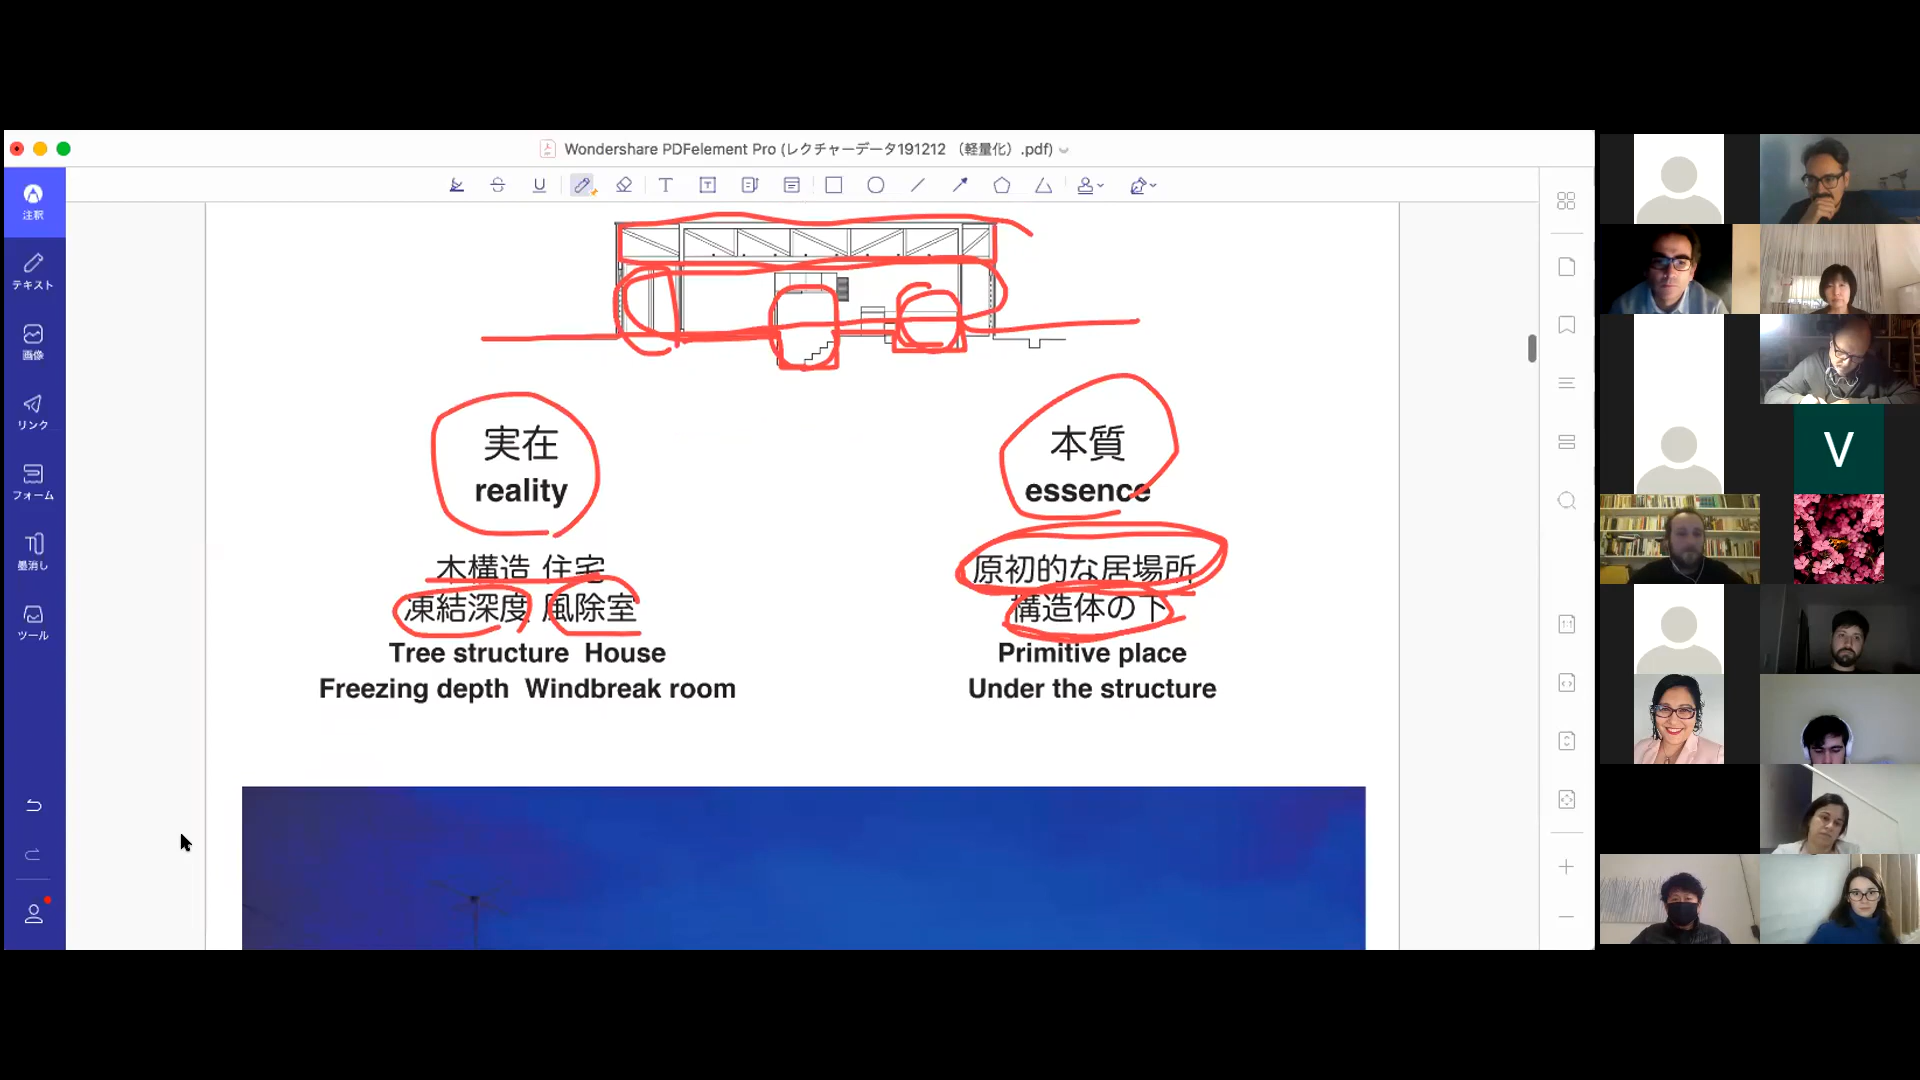 Wondershare PDFelement Pro (レクチャーデータ191212 （軽量化）.pdf)
注釈
テキスト
画像
リンク
フォーム
墨消し
ツール
実在
reality
木構造 住宅
凍結深度 風除室
Tree structure House
Freezing depth Windbreak room
本質
essence
原初的な居場所
構造体の下
Primitive place
Under the structure
V